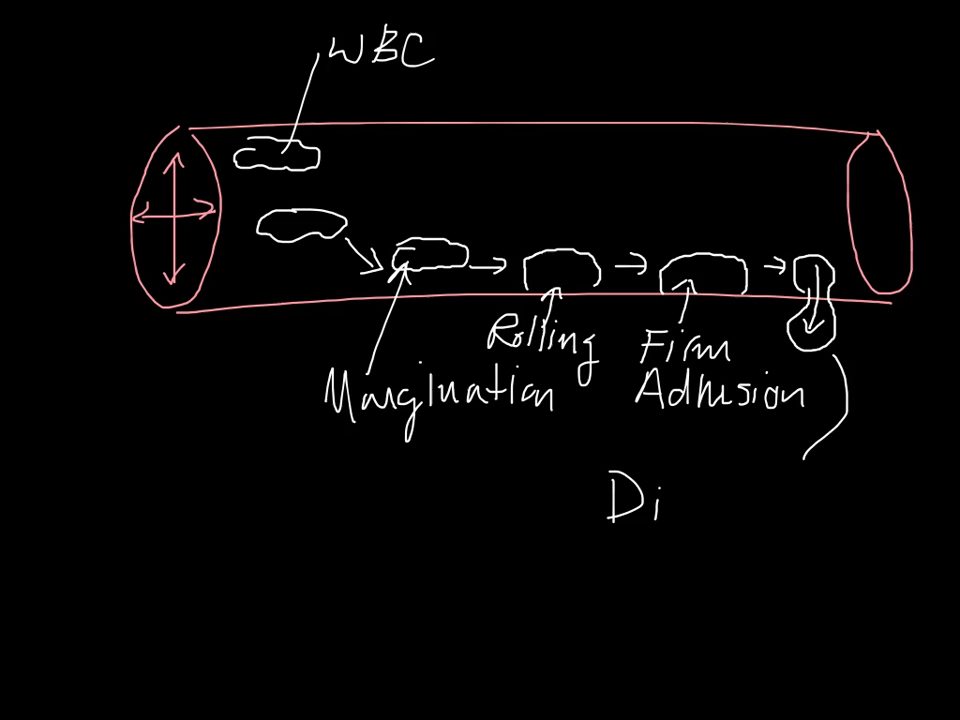 WBC
Rolling
Firm
Margination
Adhesion
Di